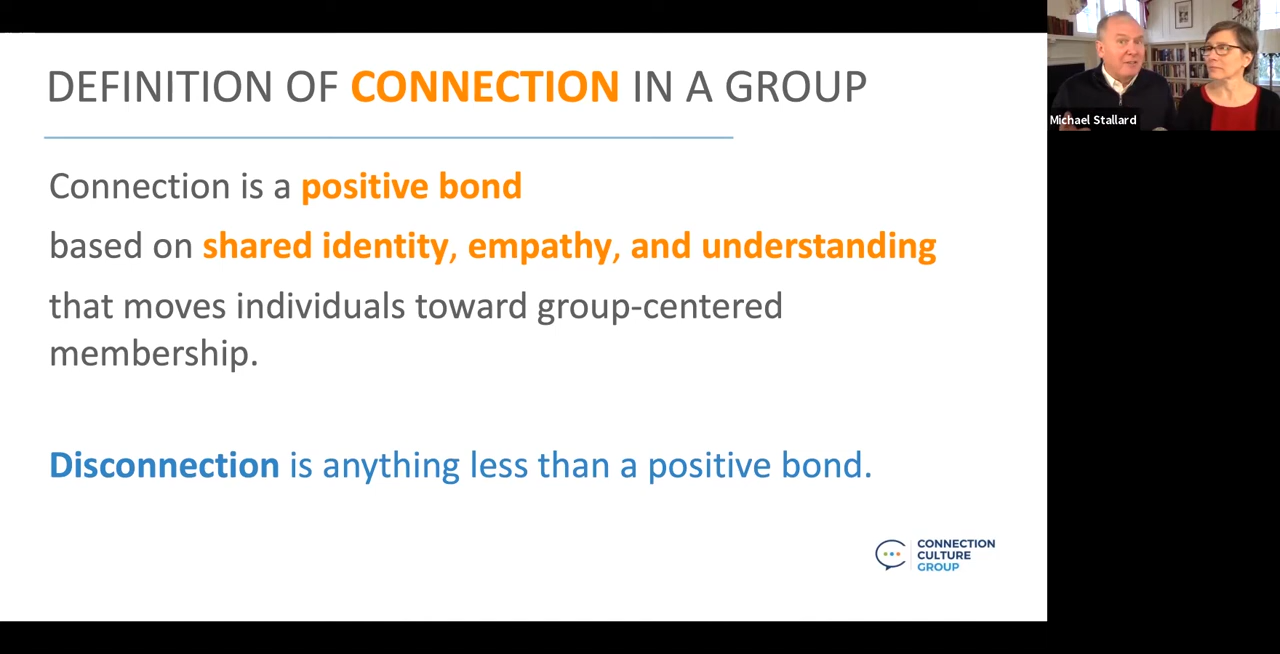 DEFINITION OF CONNECTION IN A GROUP
Connection is a positive bond
based on shared identity, empathy, and understanding
that moves individuals toward group-centered
membership.
Disconnection is anything less than a positive bond.
CONNECTION
CULTURE
GROUP
Michael Stallard